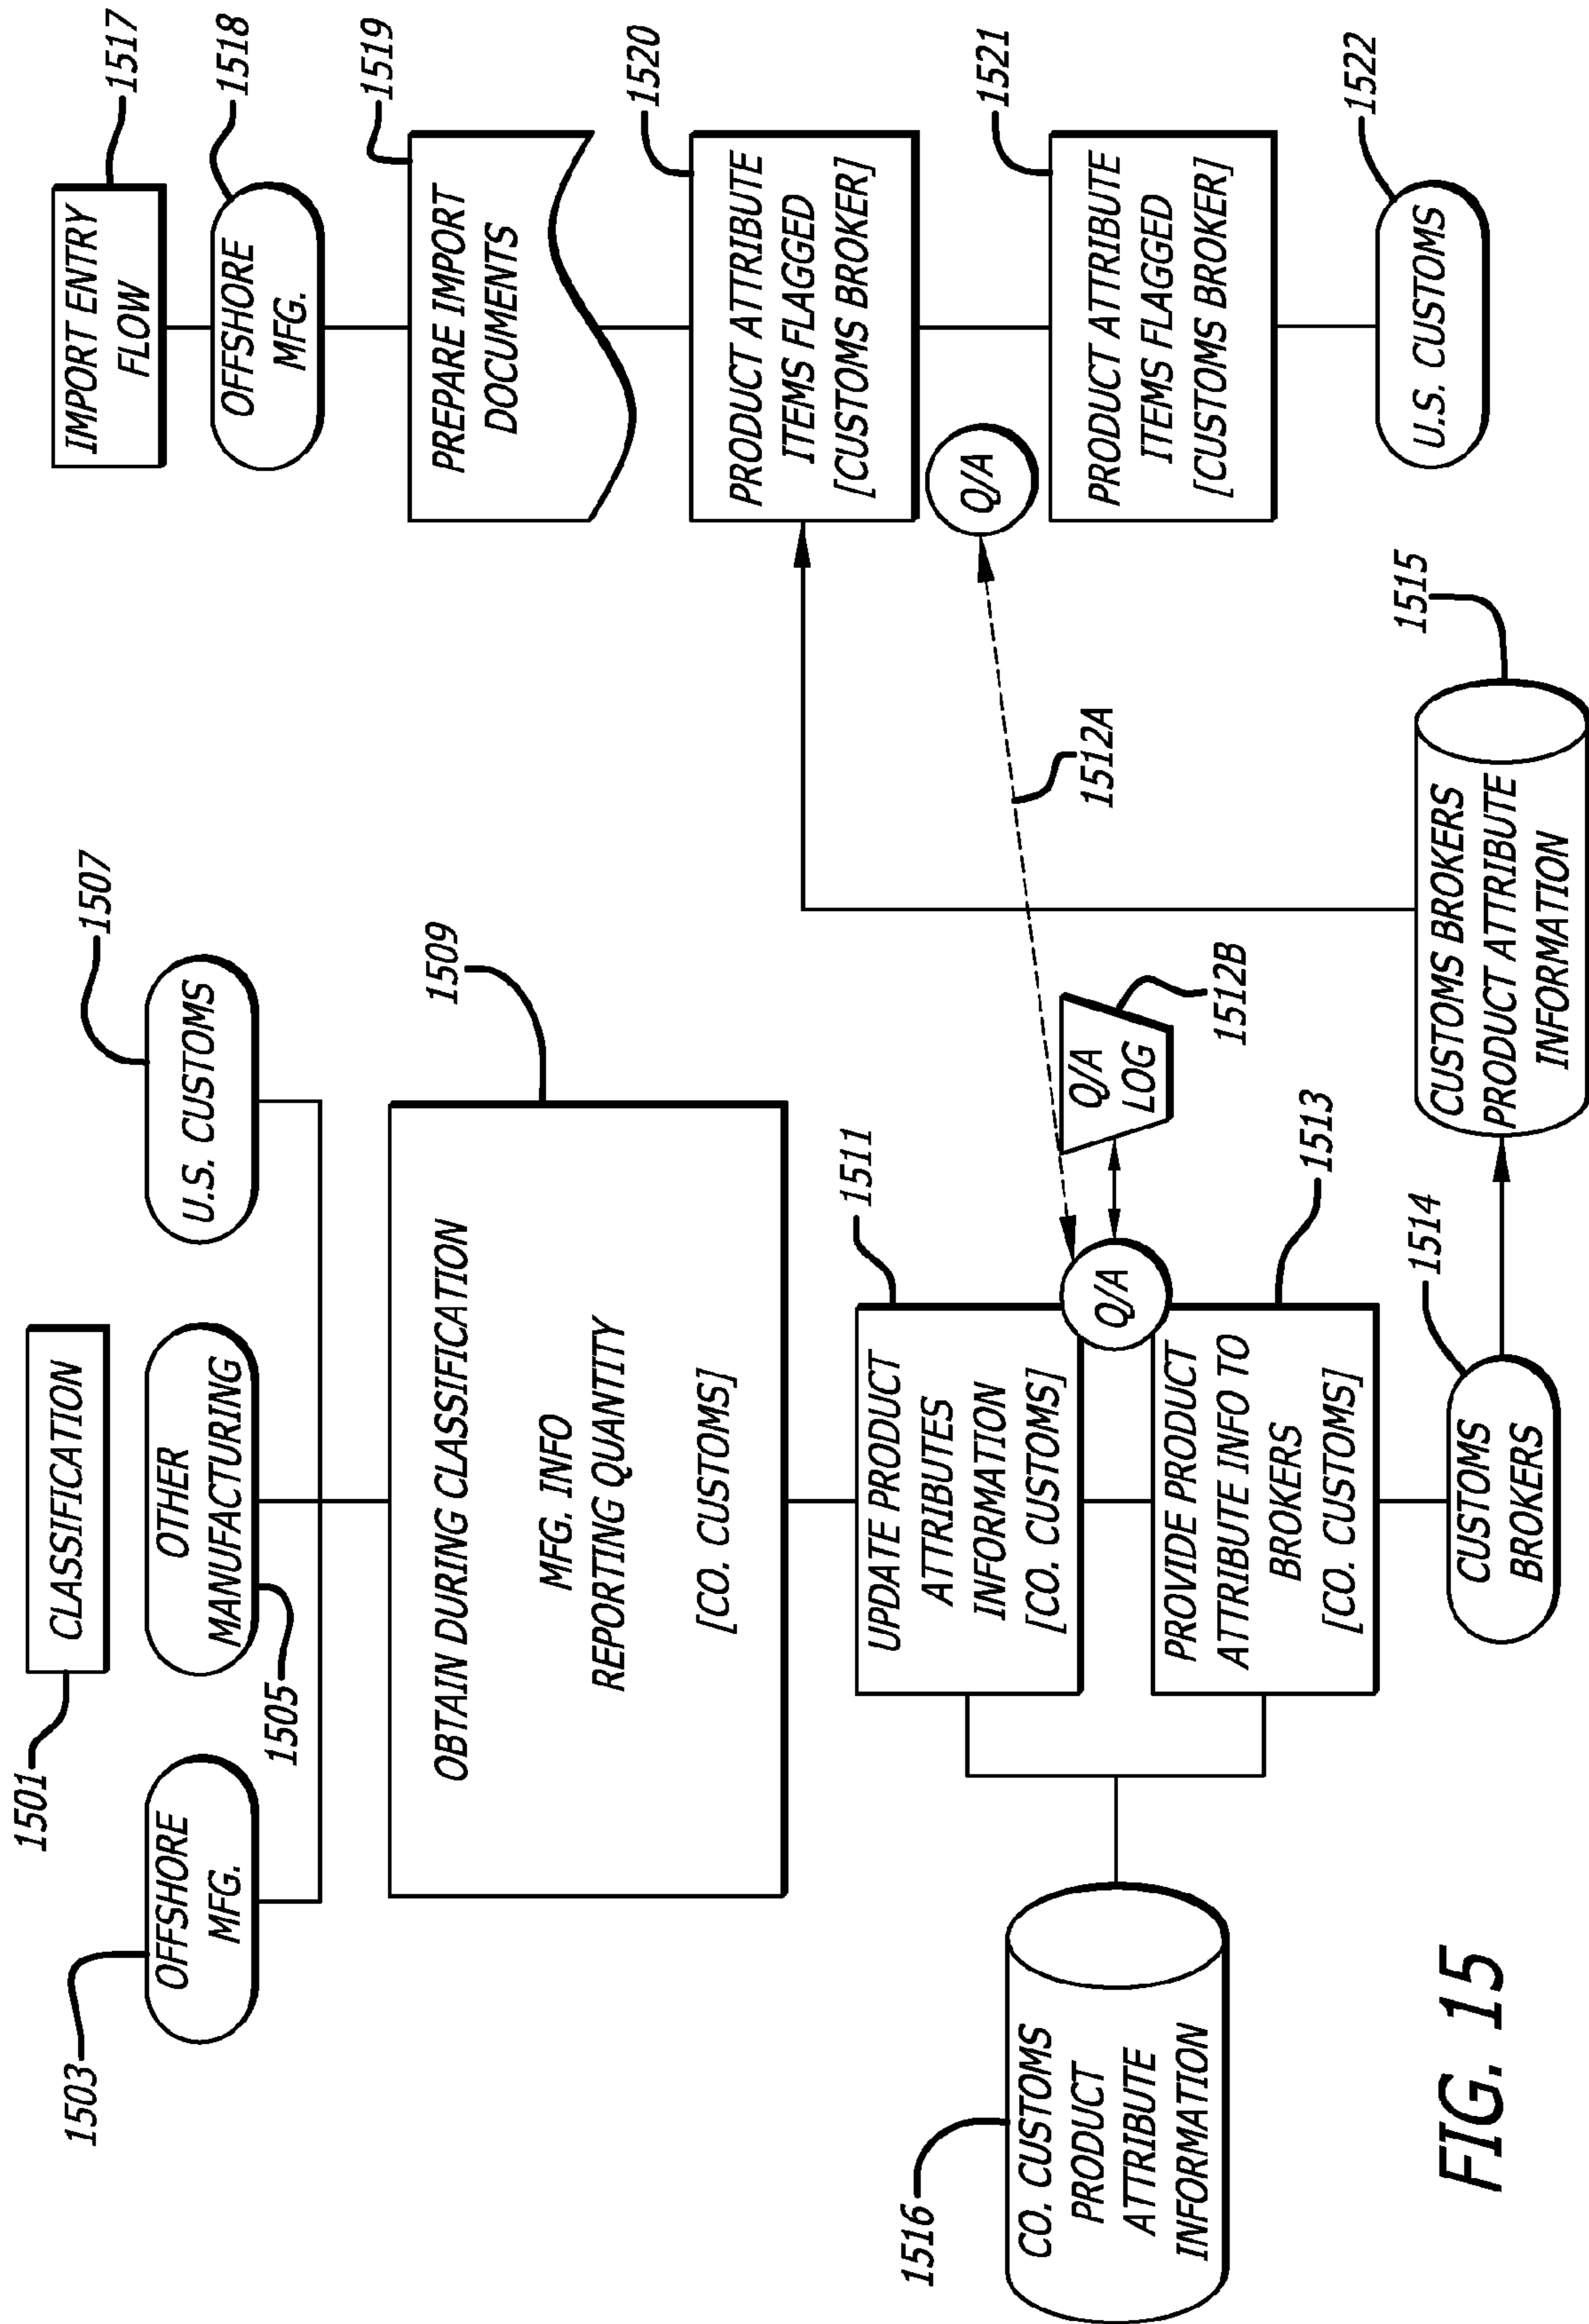 CLASSIFICATION
1501
OFFSHORE
MFG.
1503
OTHER
MANUFACTURING
1505
U.S. CUSTOMS
1507
OBTAIN DURING CLASSIFICATION
MFG. INFO
REPORTING QUANTITY
[CO. CUSTOMS]
1509
UPDATE PRODUCT
ATTRIBUTES
INFORMATION
[CO. CUSTOMS]
1511
Q/A
Q/A
LOG
1512B
1512A
PROVIDE PRODUCT
ATTRIBUTE INFO TO
BROKERS
[CO. CUSTOMS]
1513
CO. CUSTOMS
PRODUCT
ATTRIBUTE
INFORMATION
1516
CUSTOMS
BROKERS
1514
CUSTOMS BROKERS
PRODUCT ATTRIBUTE
INFORMATION
1515
IMPORT ENTRY
FLOW
1517
OFFSHORE
MFG.
1518
PREPARE IMPORT
DOCUMENTS
1519
PRODUCT ATTRIBUTE
ITEMS FLAGGED
[CUSTOMS BROKER]
1520
Q/A
PRODUCT ATTRIBUTE
ITEMS FLAGGED
[CUSTOMS BROKER]
1521
U.S. CUSTOMS
1522
FIG. 15